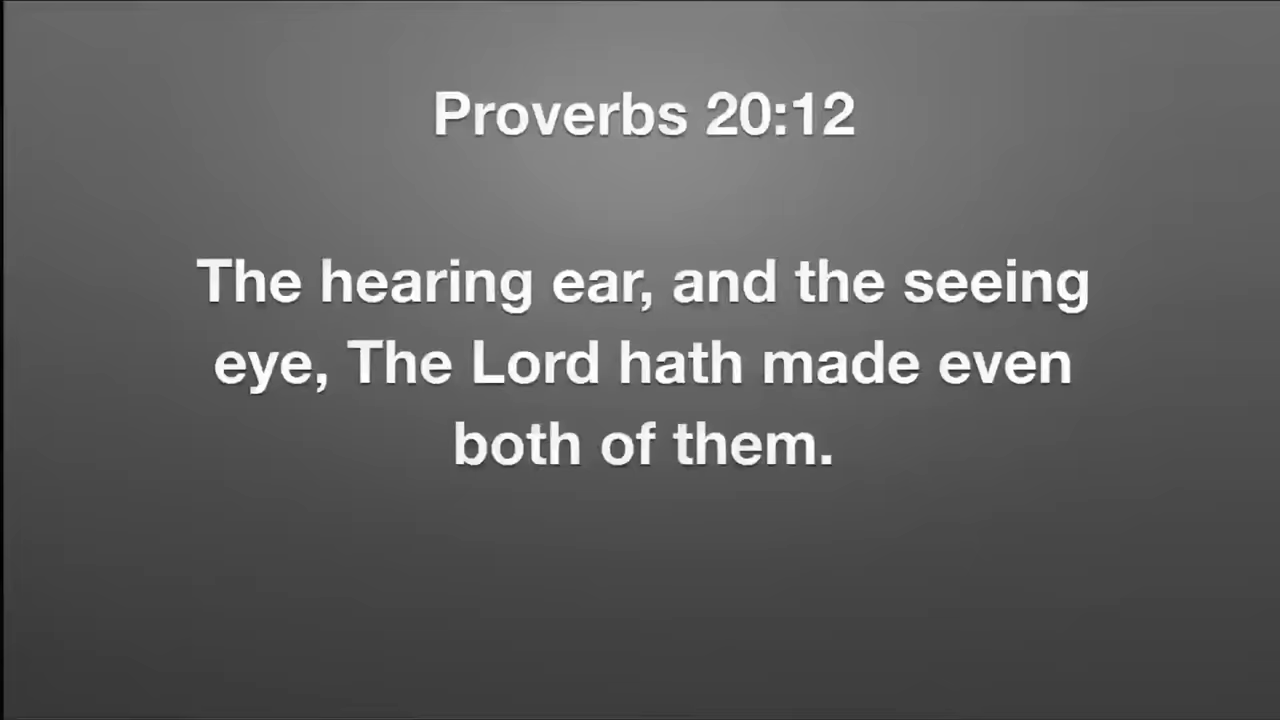 Proverbs 20:12
The hearing ear, and the seeing
eye, The Lord hath made even
both of them.